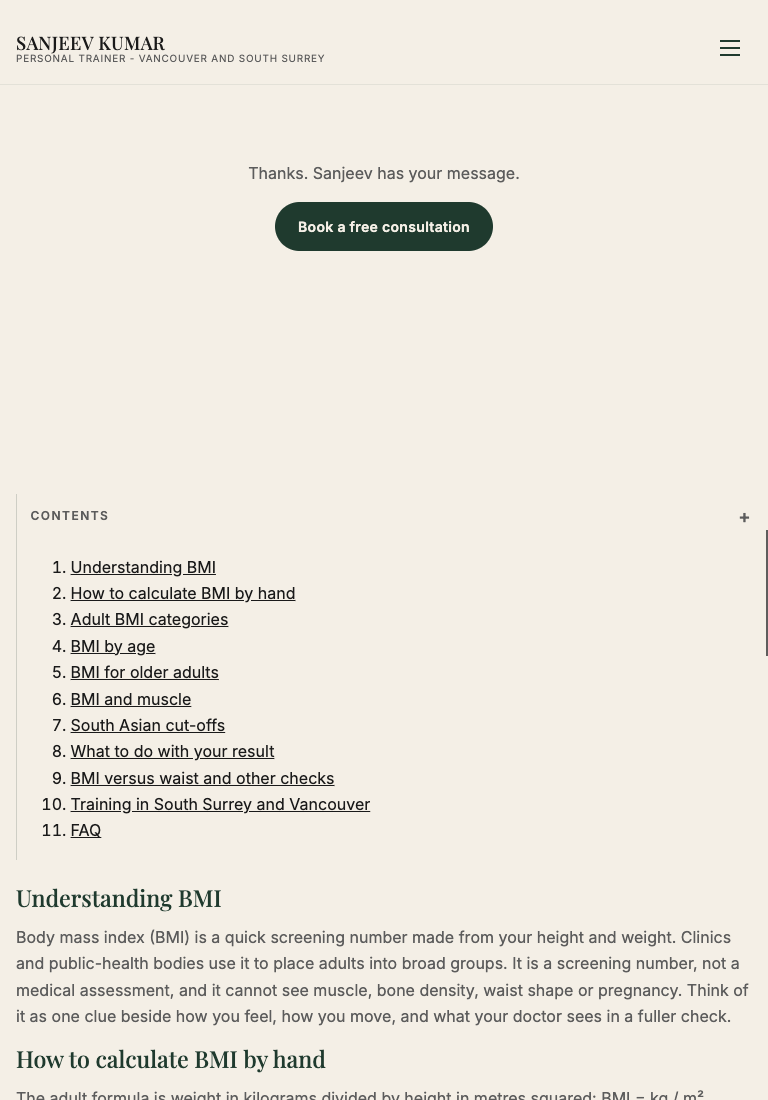 SANJEEV KUMAR
PERSONAL TRAINER - VANCOUVER AND SOUTH SURREY
Thanks. Sanjeev has your message.
Book a free consultation
CONTENTS +
1. Understanding BMI
2. How to calculate BMI by hand
3. Adult BMI categories
4. BMI by age
5. BMI for older adults
6. BMI and muscle
7. South Asian cut-offs
8. What to do with your result
9. BMI versus waist and other checks
10. Training in South Surrey and Vancouver
11. FAQ
Understanding BMI
Body mass index (BMI) is a quick screening number made from your height and weight. Clinics
and public-health bodies use it to place adults into broad groups. It is a screening number, not a
medical assessment, and it cannot see muscle, bone density, waist shape or pregnancy. Think of
it as one clue beside how you feel, how you move, and what your doctor sees in a fuller check.
How to calculate BMI by hand
The adult formula is weight in kilograms divided by height in metres squared: BMI = kg / m².